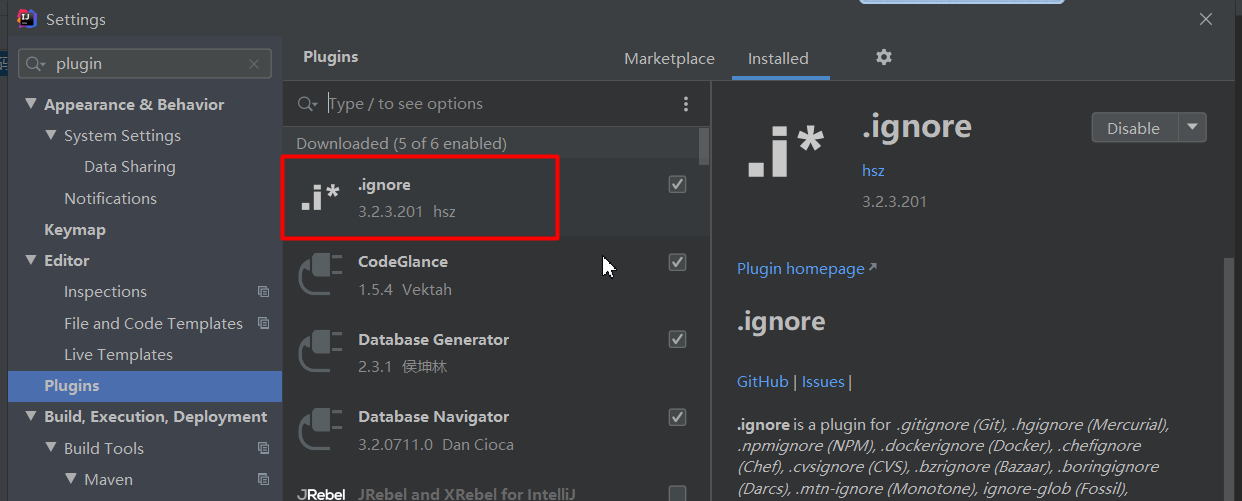 Settings
码
plugin
Appearance & Behavior
System Settings
Data Sharing
Notifications
Keymap
Editor
Inspections
File and Code Templates
Live Templates
Plugins
Build, Execution, Deployment
Build Tools
Maven
Plugins
Marketplace
Installed
Type / to see options
Downloaded (5 of 6 enabled)
.i*
.ignore
3.2.3.201 hsz
CodeGlance
1.5.4 Vektah
Database Generator
2.3.1 侯坤林
Database Navigator
3.2.0711.0 Dan Cioca
JRebel
JRebel and XRebel for IntelliJ
.i*
.ignore
Disable
hsz
3.2.3.201
Plugin homepage
.ignore
GitHub | Issues |
.ignore is a plugin for .gitignore (Git), .hgignore (Mercurial),
.npmignore (NPM), .dockerignore (Docker), .chefignore
(Chef), .cvsignore (CVS), .bzrignore (Bazaar), .boringignore
(Darcs), .mtn-ignore (Monotone), ignore-glob (Fossil),